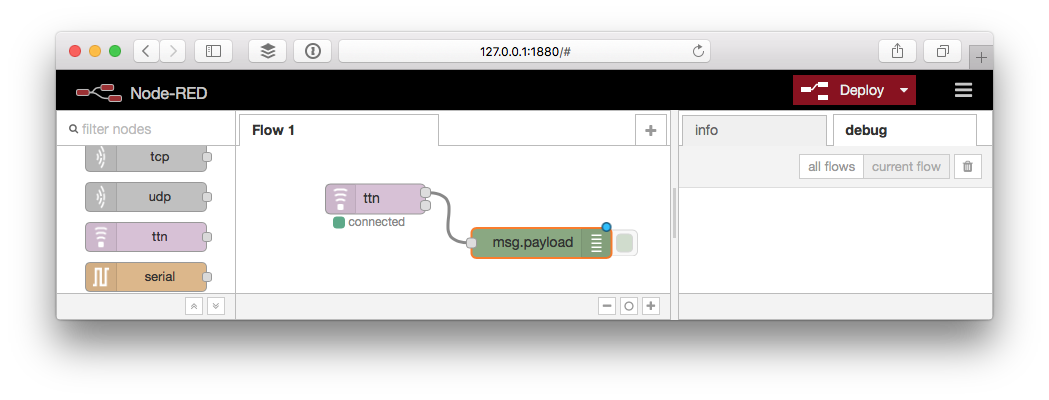 127.0.0.1:1880/#
Node-RED
Deploy
filter nodes
Flow 1
info
debug
tcp
all flows
current flow
udp
ttn
connected
ttn
msg.payload
serial